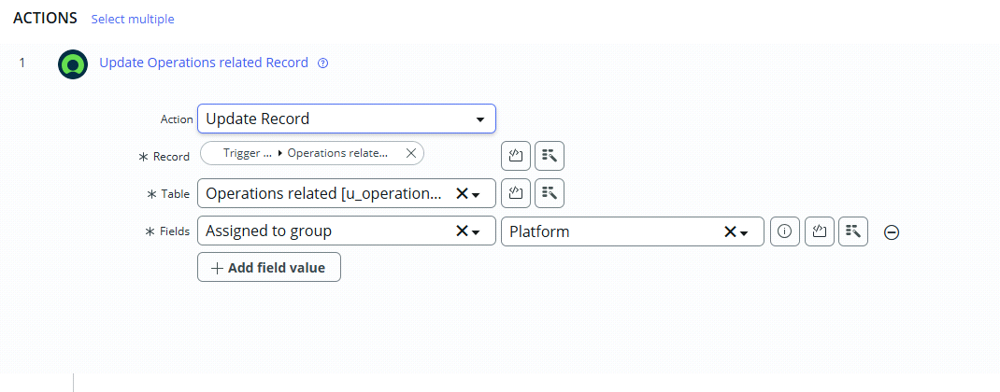 ACTIONS Select multiple
1 Update Operations related Record ?
Action Update Record
* Record Trigger ... ▸ Operations relate... ×
* Table Operations related [u_operation... ×
* Fields Assigned to group × Platform ×
+ Add field value